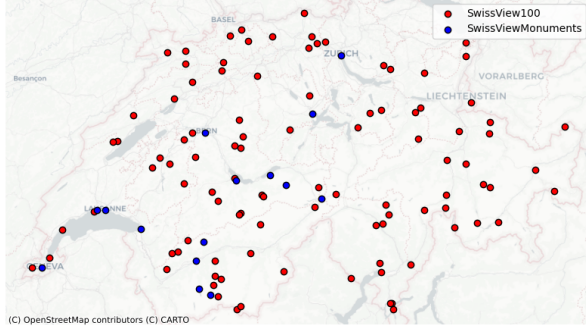 SwissView100
SwissViewMonuments
BASEL
ZURICH
Besançon
VORARLBERG
LIECHTENSTEIN
BERN
LAUSANNE
GENEVA
(C) OpenStreetMap contributors (C) CARTO